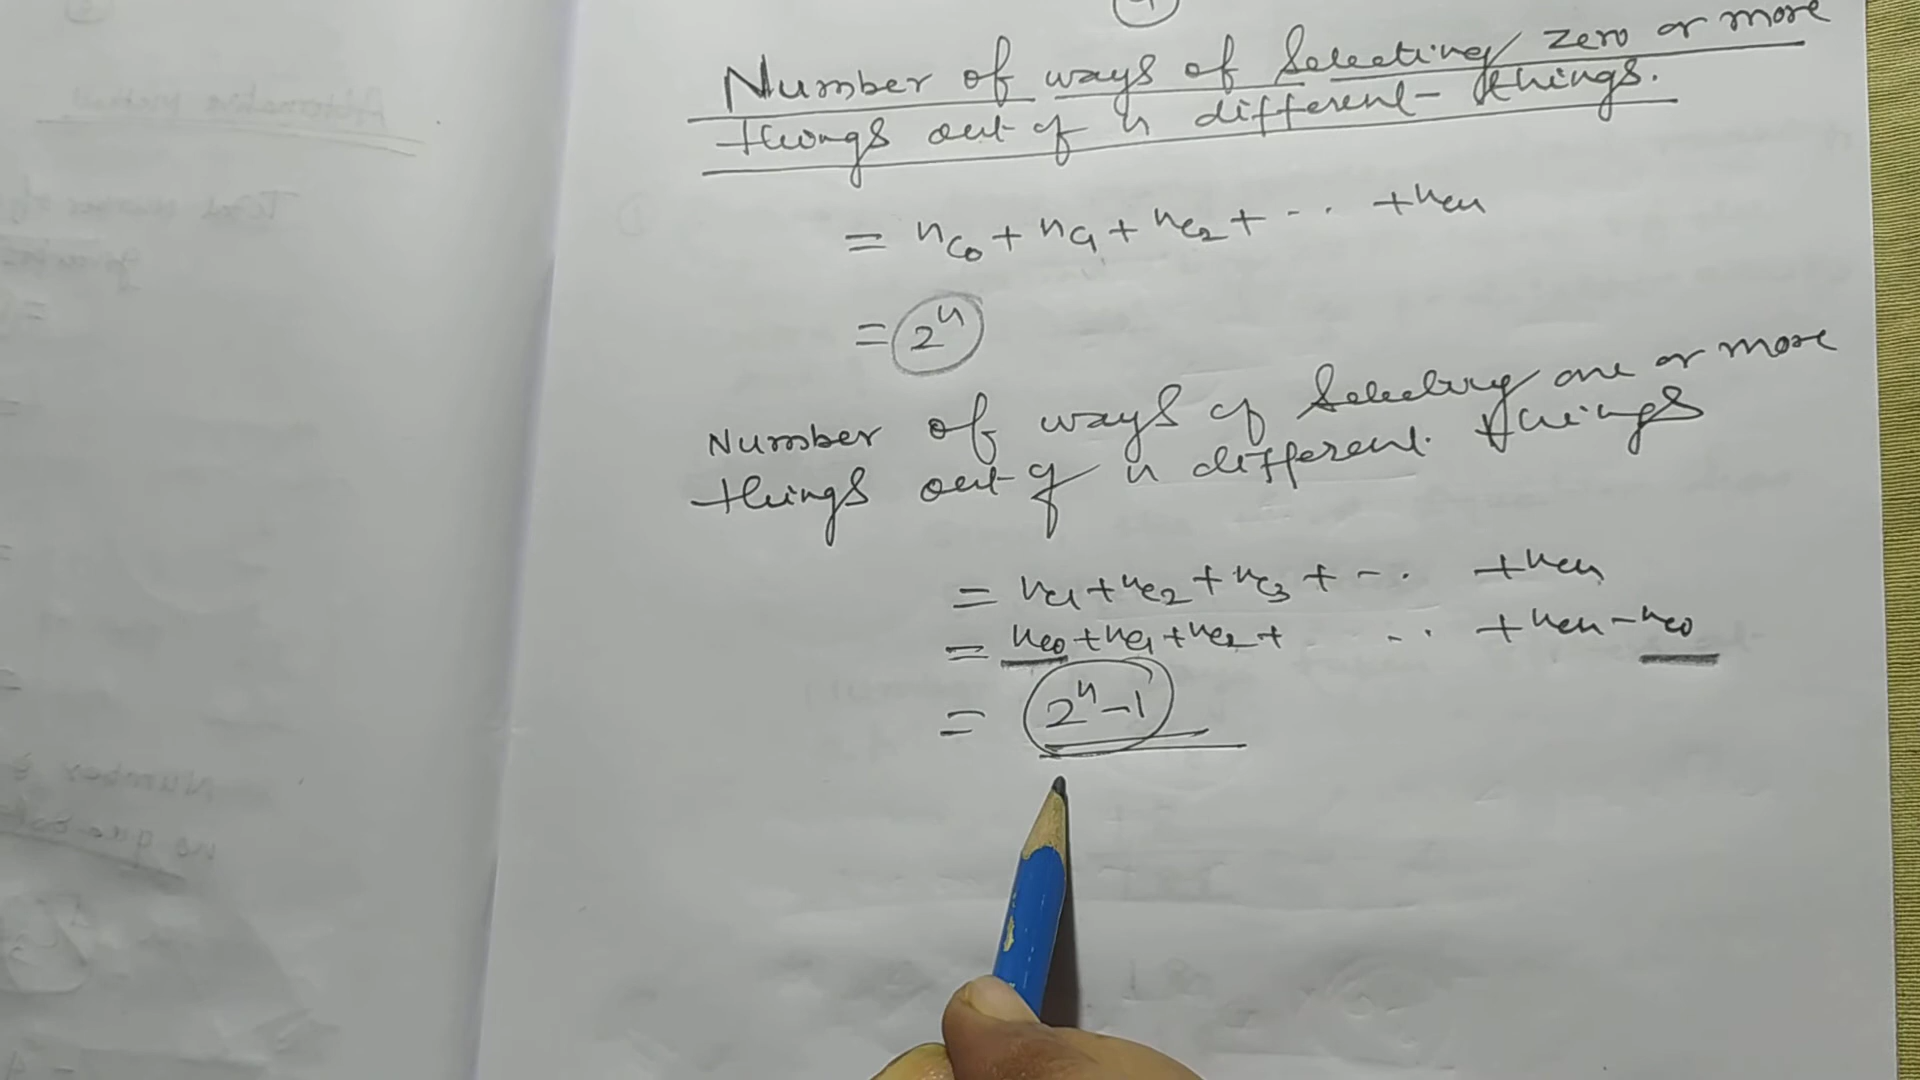 Number of ways of Selecting zero or more
things out of n different things.
= nc0 + nc1 + nc2 + - .. + ncn
= 2^n
Number of ways of Selecting one or more
things out of n different things
= nc1 + nc2 + nc3 + - .. + ncn
= nc0 + nc1 + nc2 + - .. + ncn - nc0
= 2^n - 1